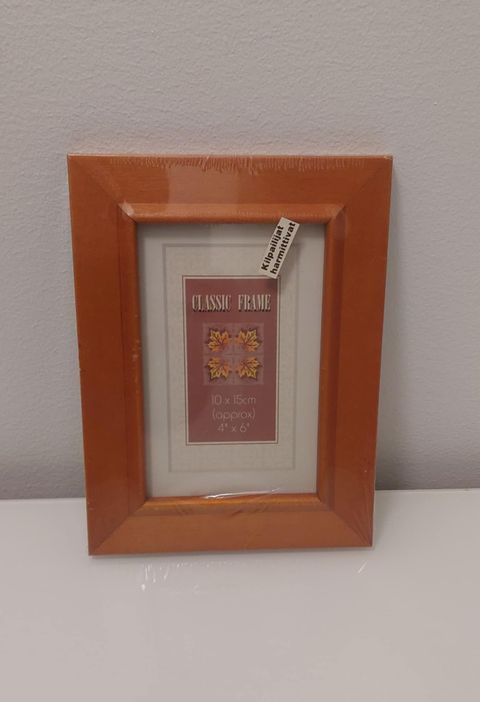 Kilpailijat
harmittivat
CLASSIC FRAME
10 x 15cm
(approx)
4" x 6"